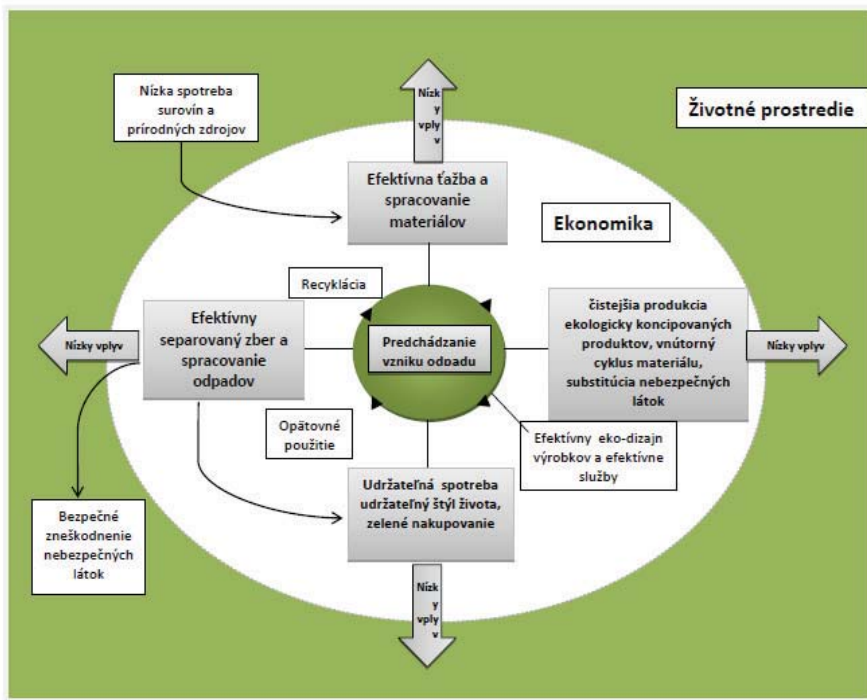 Nízka spotreba
surovín a
prírodných zdrojov
Nízk
y
vply
v
Životné prostredie
Efektívna ťažba a
spracovanie
materiálov
Ekonomika
Recyklácia
Efektívny
separovaný zber a
spracovanie
odpadov
Nízky vplyv
Predchádzanie
vzniku odpadu
čistejšia produkcia
ekologicky koncipovaných
produktov, vnútorný
cyklus materiálu,
substitúcia nebezpečných
látok
Nízky vplyv
Opätovné
použitie
Efektívny eko-dizajn
výrobkov a efektívne
služby
Udržateľná spotreba
udržateľný štýl života,
zelené nakupovanie
Bezpečné
zneškodnenie
nebezpečných
látok
Nízk
y
vply
v